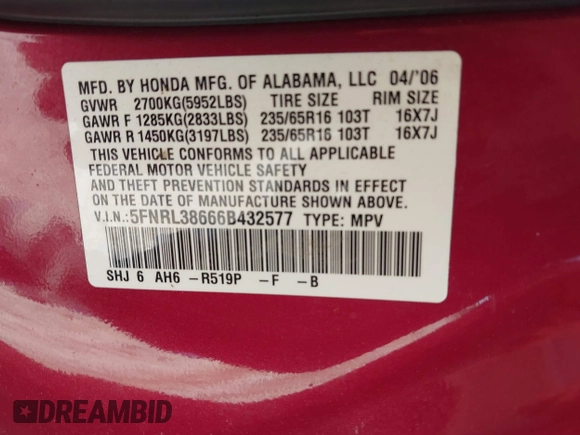 MFD. BY HONDA MFG. OF ALABAMA, LLC 04/'06
GVWR 2700KG(5952LBS) TIRE SIZE RIM SIZE
GAWR F 1285KG(2833LBS) 235/65R16 103T 16X7J
GAWR R 1450KG(3197LBS) 235/65R16 103T 16X7J
THIS VEHICLE CONFORMS TO ALL APPLICABLE
FEDERAL MOTOR VEHICLE SAFETY
AND THEFT PREVENTION STANDARDS IN EFFECT
ON THE DATE OF MANUFACTURE SHOWN ABOVE.
V.I.N.:5FNRL38666B432577 TYPE: MPV
SHJ 6 AH6 -R519P -F -B
DREAMBID